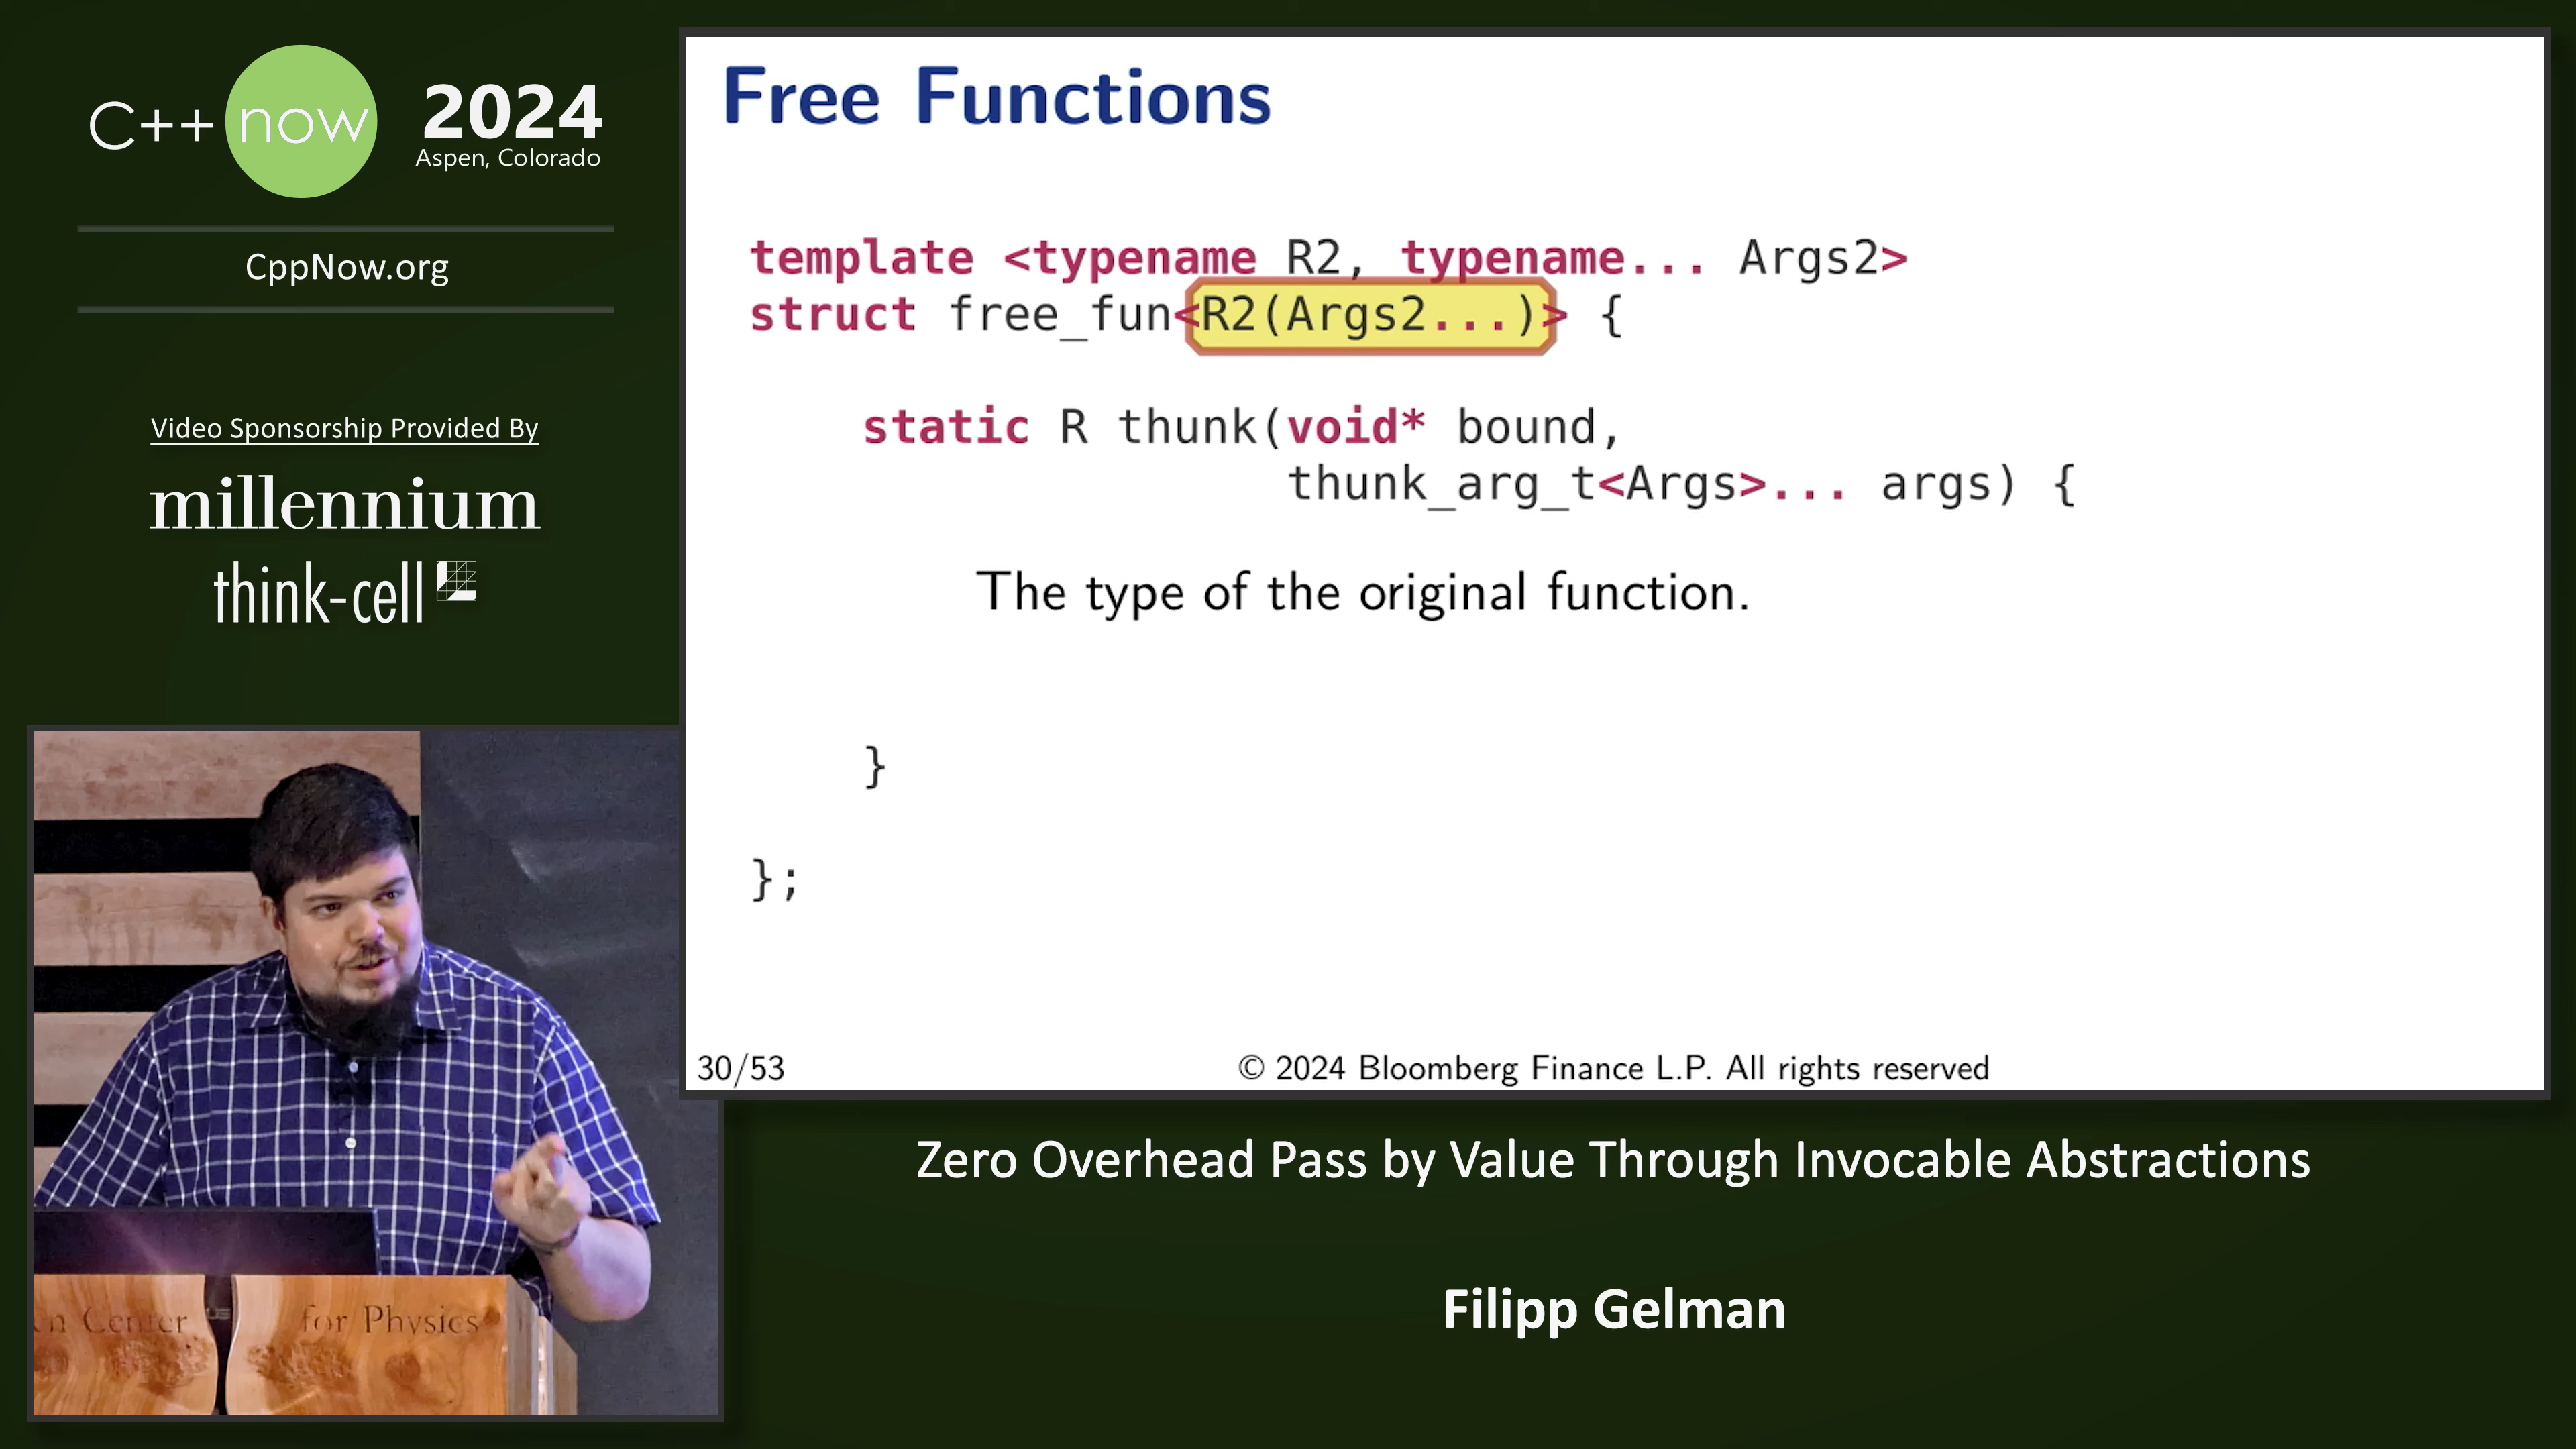 C++ now 2024
Aspen, Colorado
CppNow.org
Video Sponsorship Provided By
millennium
think-cell
Free Functions
template <typename R2, typename... Args2>
struct free_fun<R2(Args2...)> {
static R thunk(void* bound,
thunk_arg_t<Args>... args) {
The type of the original function.
}
};
30/53
© 2024 Bloomberg Finance L.P. All rights reserved
Center for Physics
Zero Overhead Pass by Value Through Invocable Abstractions
Filipp Gelman